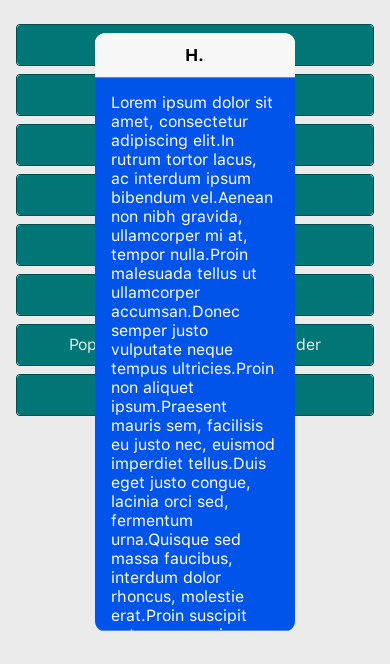 H.
Lorem ipsum dolor sit
amet, consectetur
adipiscing elit.In
rutrum tortor lacus,
ac interdum ipsum
bibendum vel.Aenean
non nibh gravida,
ullamcorper mi at,
tempor nulla.Proin
malesuada tellus ut
ullamcorper
accumsan.Donec
semper justo
vulputate neque
tempus ultricies.Proin
non aliquet
ipsum.Praesent
mauris sem, facilisis
eu justo nec, euismod
imperdiet tellus.Duis
eget justo congue,
lacinia orci sed,
fermentum
urna.Quisque sed
massa faucibus,
interdum dolor
rhoncus, molestie
erat.Proin suscipit
Pop
der